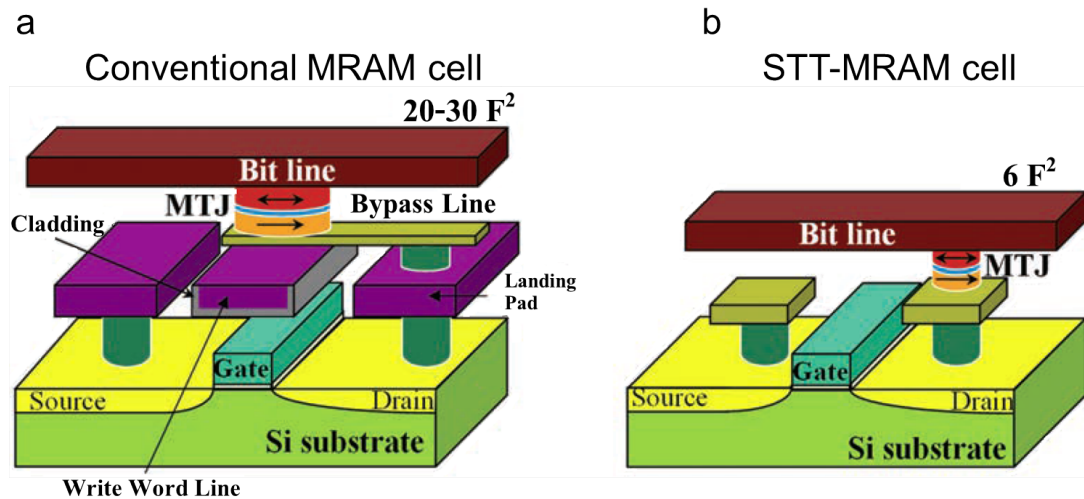 a
Conventional MRAM cell
20-30 F²
Bit line
MTJ
Bypass Line
Cladding
Landing
Pad
Gate
Source
Drain
Si substrate
Write Word Line
b
STT-MRAM cell
6 F²
Bit line
MTJ
Gate
Source
Drain
Si substrate